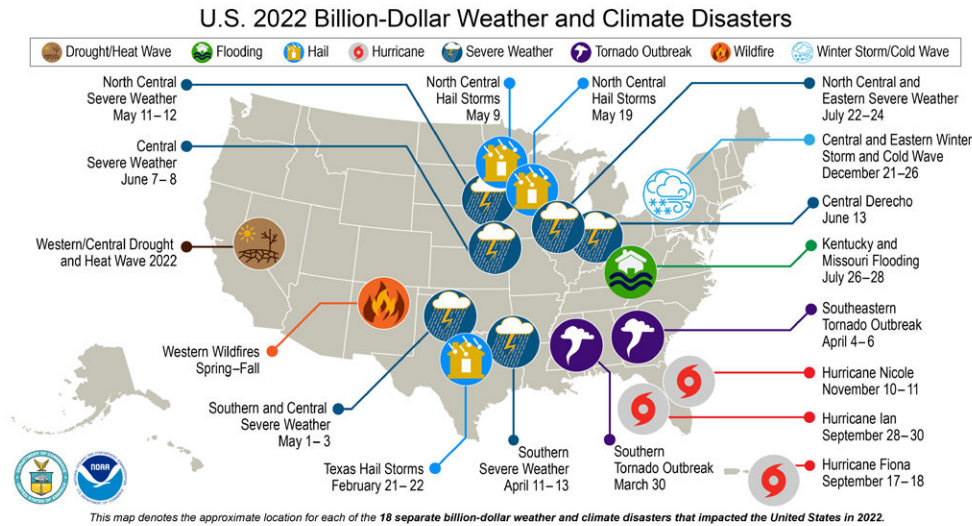 U.S. 2022 Billion-Dollar Weather and Climate Disasters
Drought/Heat Wave
Flooding
Hail
Hurricane
Severe Weather
Tornado Outbreak
Wildfire
Winter Storm/Cold Wave
North Central
Severe Weather
May 11–12
North Central
Hail Storms
May 9
North Central
Hail Storms
May 19
North Central and
Eastern Severe Weather
July 22–24
Central
Severe Weather
June 7–8
Central and Eastern Winter
Storm and Cold Wave
December 21–26
Central Derecho
June 13
Western/Central Drought
and Heat Wave 2022
Kentucky and
Missouri Flooding
July 26–28
Southeastern
Tornado Outbreak
April 4–6
Western Wildfires
Spring–Fall
Hurricane Nicole
November 10–11
Southern and Central
Severe Weather
May 1–3
Hurricane Ian
September 28–30
Texas Hail Storms
February 21–22
Southern
Severe Weather
April 11–13
Southern
Tornado Outbreak
March 30
Hurricane Fiona
September 17–18
NOAA
This map denotes the approximate location for each of the 18 separate billion-dollar weather and climate disasters that impacted the United States in 2022.